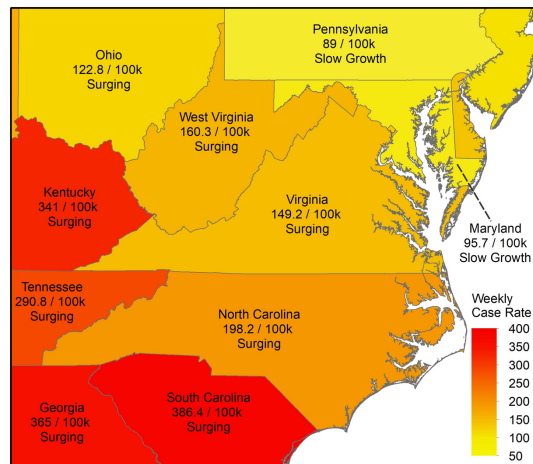 Pennsylvania
89 / 100k
Slow Growth
Ohio
122.8 / 100k
Surging
West Virginia
160.3 / 100k
Surging
Kentucky
341 / 100k
Surging
Virginia
149.2 / 100k
Surging
Maryland
95.7 / 100k
Slow Growth
Tennessee
290.8 / 100k
Surging
North Carolina
198.2 / 100k
Surging
Georgia
365 / 100k
Surging
South Carolina
386.4 / 100k
Surging
Weekly
Case Rate
400
350
300
250
200
150
100
50